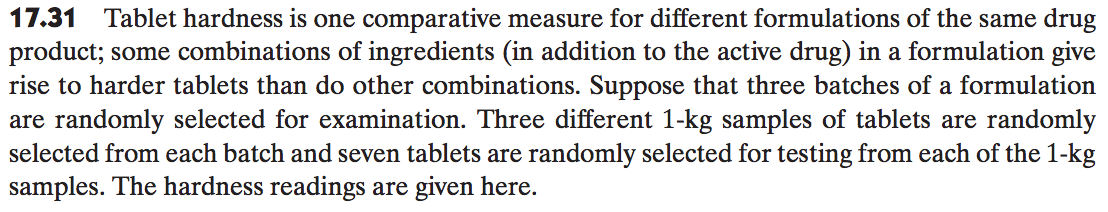 17.31 Tablet hardness is one comparative measure for different formulations of the same drug
product; some combinations of ingredients (in addition to the active drug) in a formulation give
rise to harder tablets than do other combinations. Suppose that three batches of a formulation
are randomly selected for examination. Three different 1-kg samples of tablets are randomly
selected from each batch and seven tablets are randomly selected for testing from each of the 1-kg
samples. The hardness readings are given here.